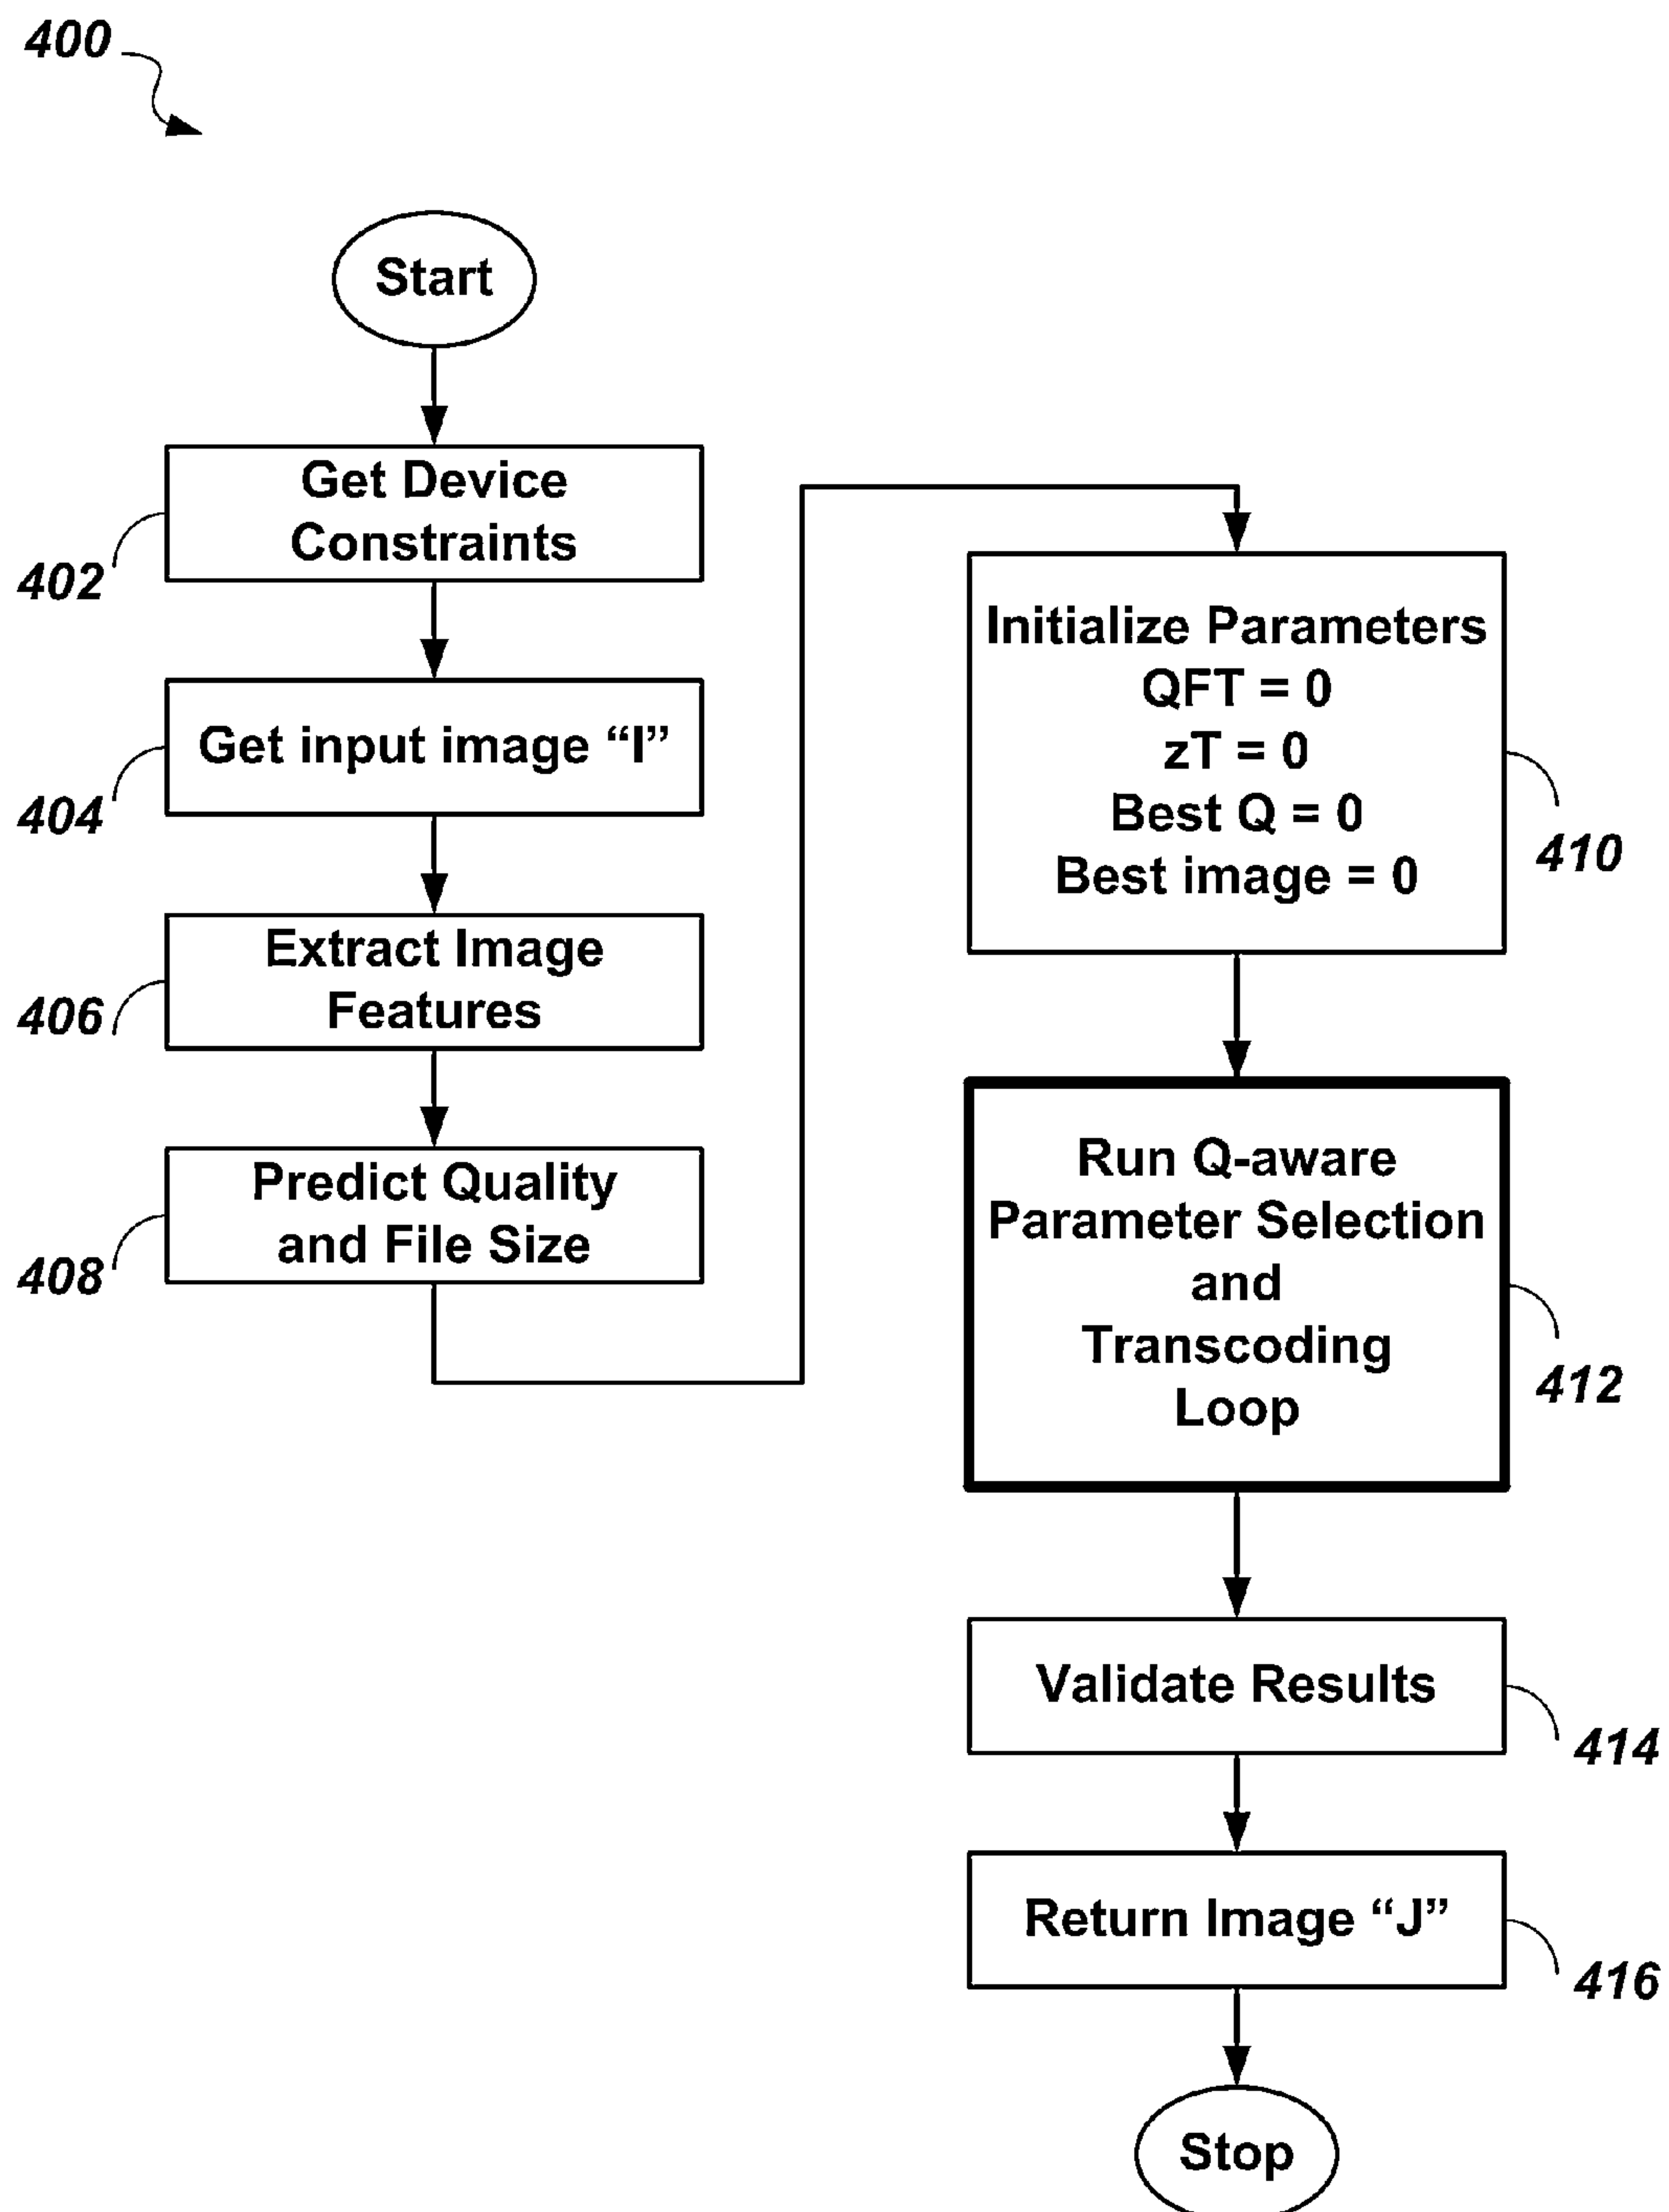 400
Start
Get Device
Constraints
402
Get input image “I”
404
Extract Image
Features
406
Predict Quality
and File Size
408
Initialize Parameters
QFT = 0
zT = 0
Best Q = 0
Best image = 0
410
Run Q-aware
Parameter Selection
and
Transcoding
Loop
412
Validate Results
414
Return Image “J”
416
Stop